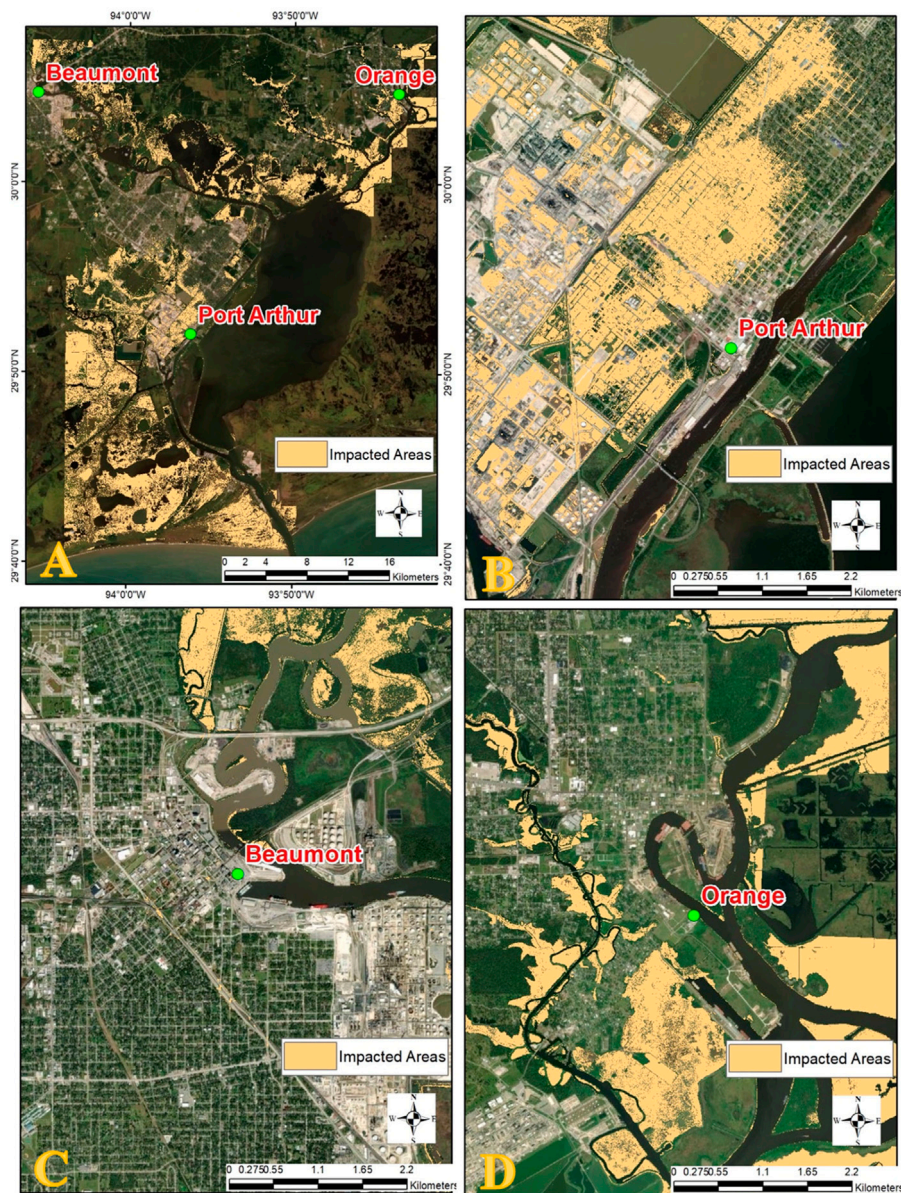 94°0'0"W 93°50'0"W
Beaumont
Orange
30°0'0"N
30°0'0"N
Port Arthur
29°50'0"N
29°50'0"N
Impacted Areas
N
W E
S
A
0 2 4 8 12 16
Kilometers
29°40'0"N
29°40'0"N
94°0'0"W 93°50'0"W
Port Arthur
Impacted Areas
N
W E
S
B
0 0.275 0.55 1.1 1.65 2.2
Kilometers
Beaumont
Impacted Areas
N
W E
S
C
0 0.275 0.55 1.1 1.65 2.2
Kilometers
Orange
Impacted Areas
N
W E
S
D
0 0.275 0.55 1.1 1.65 2.2
Kilometers